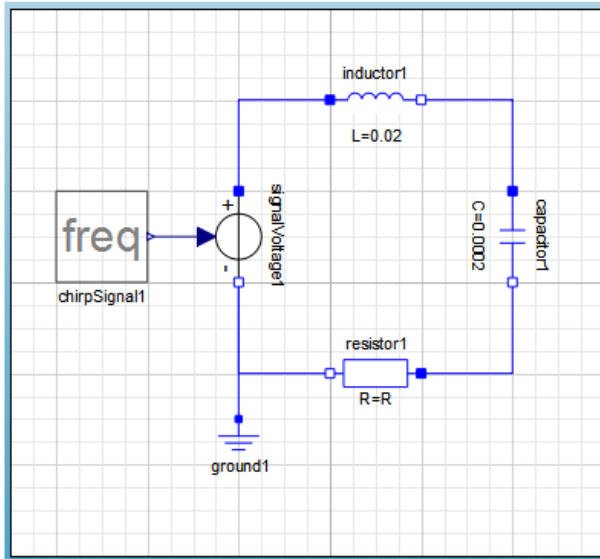 inductor1
L=0.02
+
signalVoltage1
-
freq
chirpSignal1
C=0.0002
capacitor1
resistor1
R=R
ground1